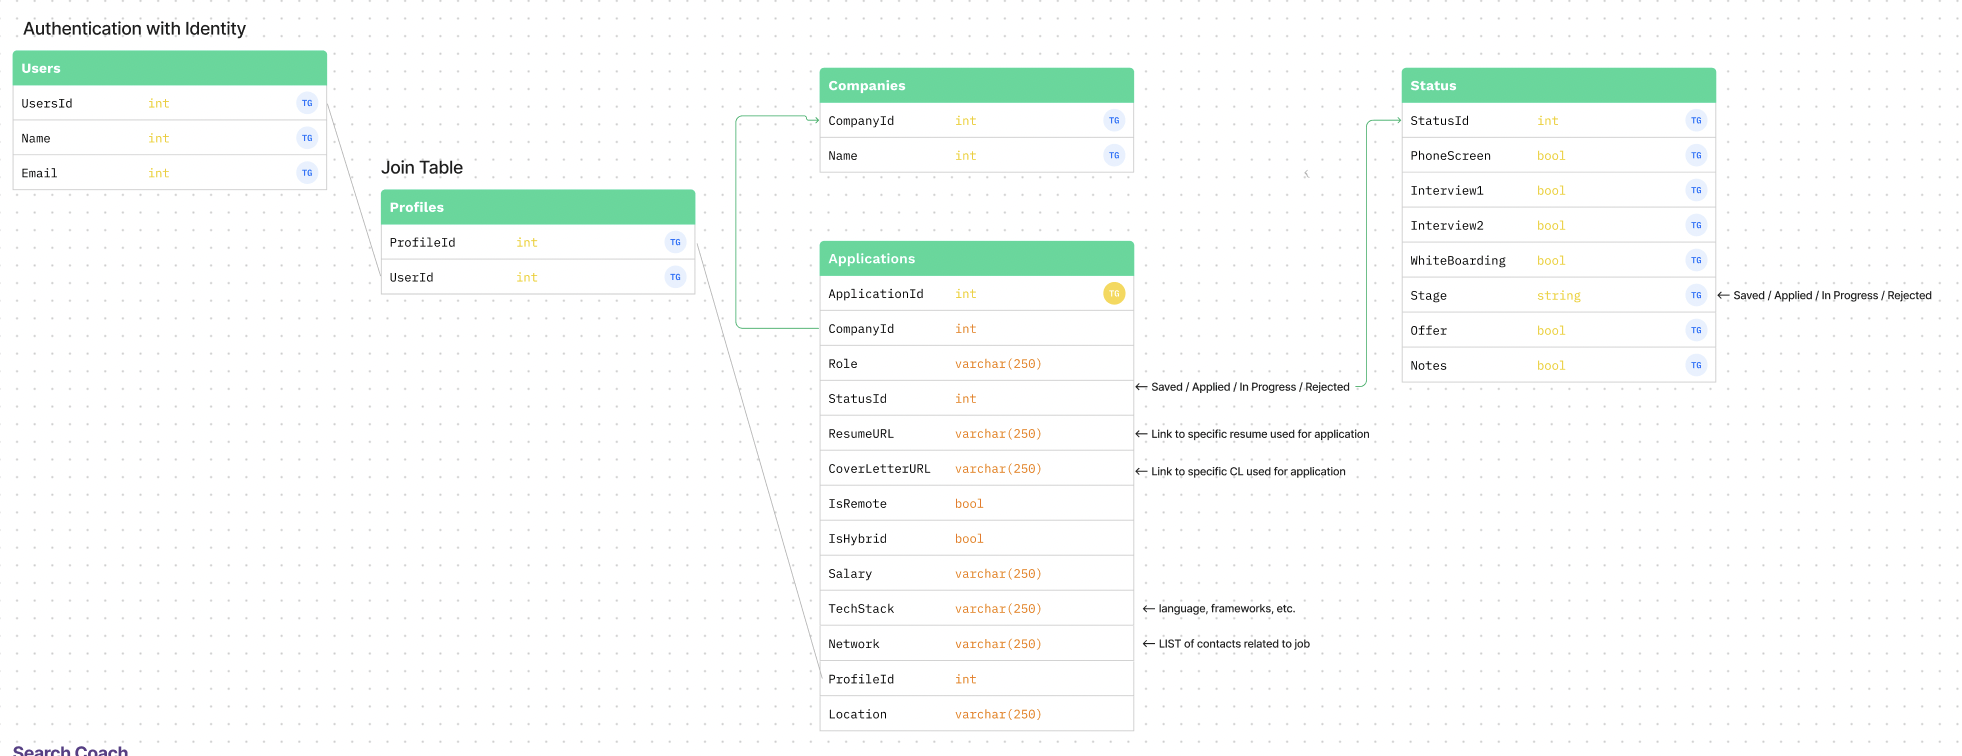 Authentication with Identity
Users
UsersId int TG
Name int TG
Email int TG
Join Table
Profiles
ProfileId int TG
UserId int TG
Companies
CompanyId int TG
Name int TG
Applications
ApplicationId int TG
CompanyId int
Role varchar(250)
StatusId int
← Saved / Applied / In Progress / Rejected
ResumeURL varchar(250)
← Link to specific resume used for application
CoverLetterURL varchar(250)
← Link to specific CL used for application
IsRemote bool
IsHybrid bool
Salary varchar(250)
TechStack varchar(250)
← language, frameworks, etc.
Network varchar(250)
← LIST of contacts related to job
ProfileId int
Location varchar(250)
Status
StatusId int TG
PhoneScreen bool TG
Interview1 bool TG
Interview2 bool TG
WhiteBoarding bool TG
Stage string TG
← Saved / Applied / In Progress / Rejected
Offer bool TG
Notes bool TG
Search Coach